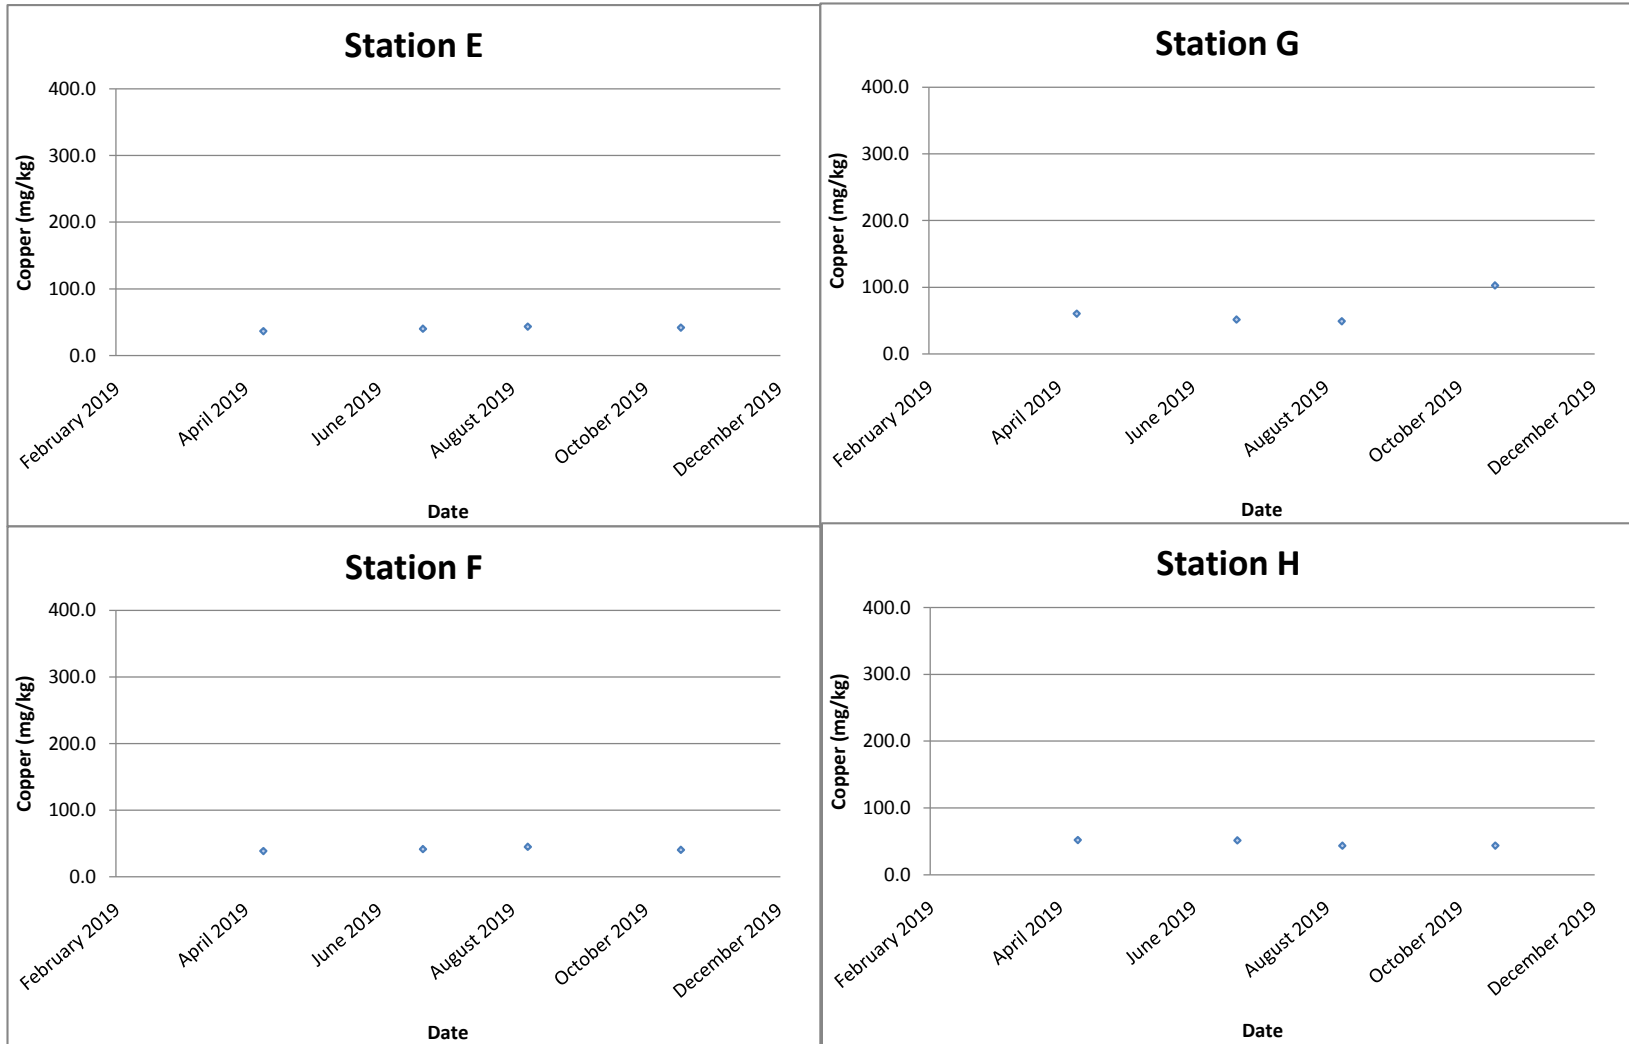 Station E
400.0
300.0
200.0
100.0
0.0
Copper (mg/kg)
February 2019
April 2019
June 2019
August 2019
October 2019
December 2019
Date
Station G
400.0
300.0
200.0
100.0
0.0
Copper (mg/kg)
February 2019
April 2019
June 2019
August 2019
October 2019
December 2019
Date
Station F
400.0
300.0
200.0
100.0
0.0
Copper (mg/kg)
February 2019
April 2019
June 2019
August 2019
October 2019
December 2019
Date
Station H
400.0
300.0
200.0
100.0
0.0
Copper (mg/kg)
February 2019
April 2019
June 2019
August 2019
October 2019
December 2019
Date